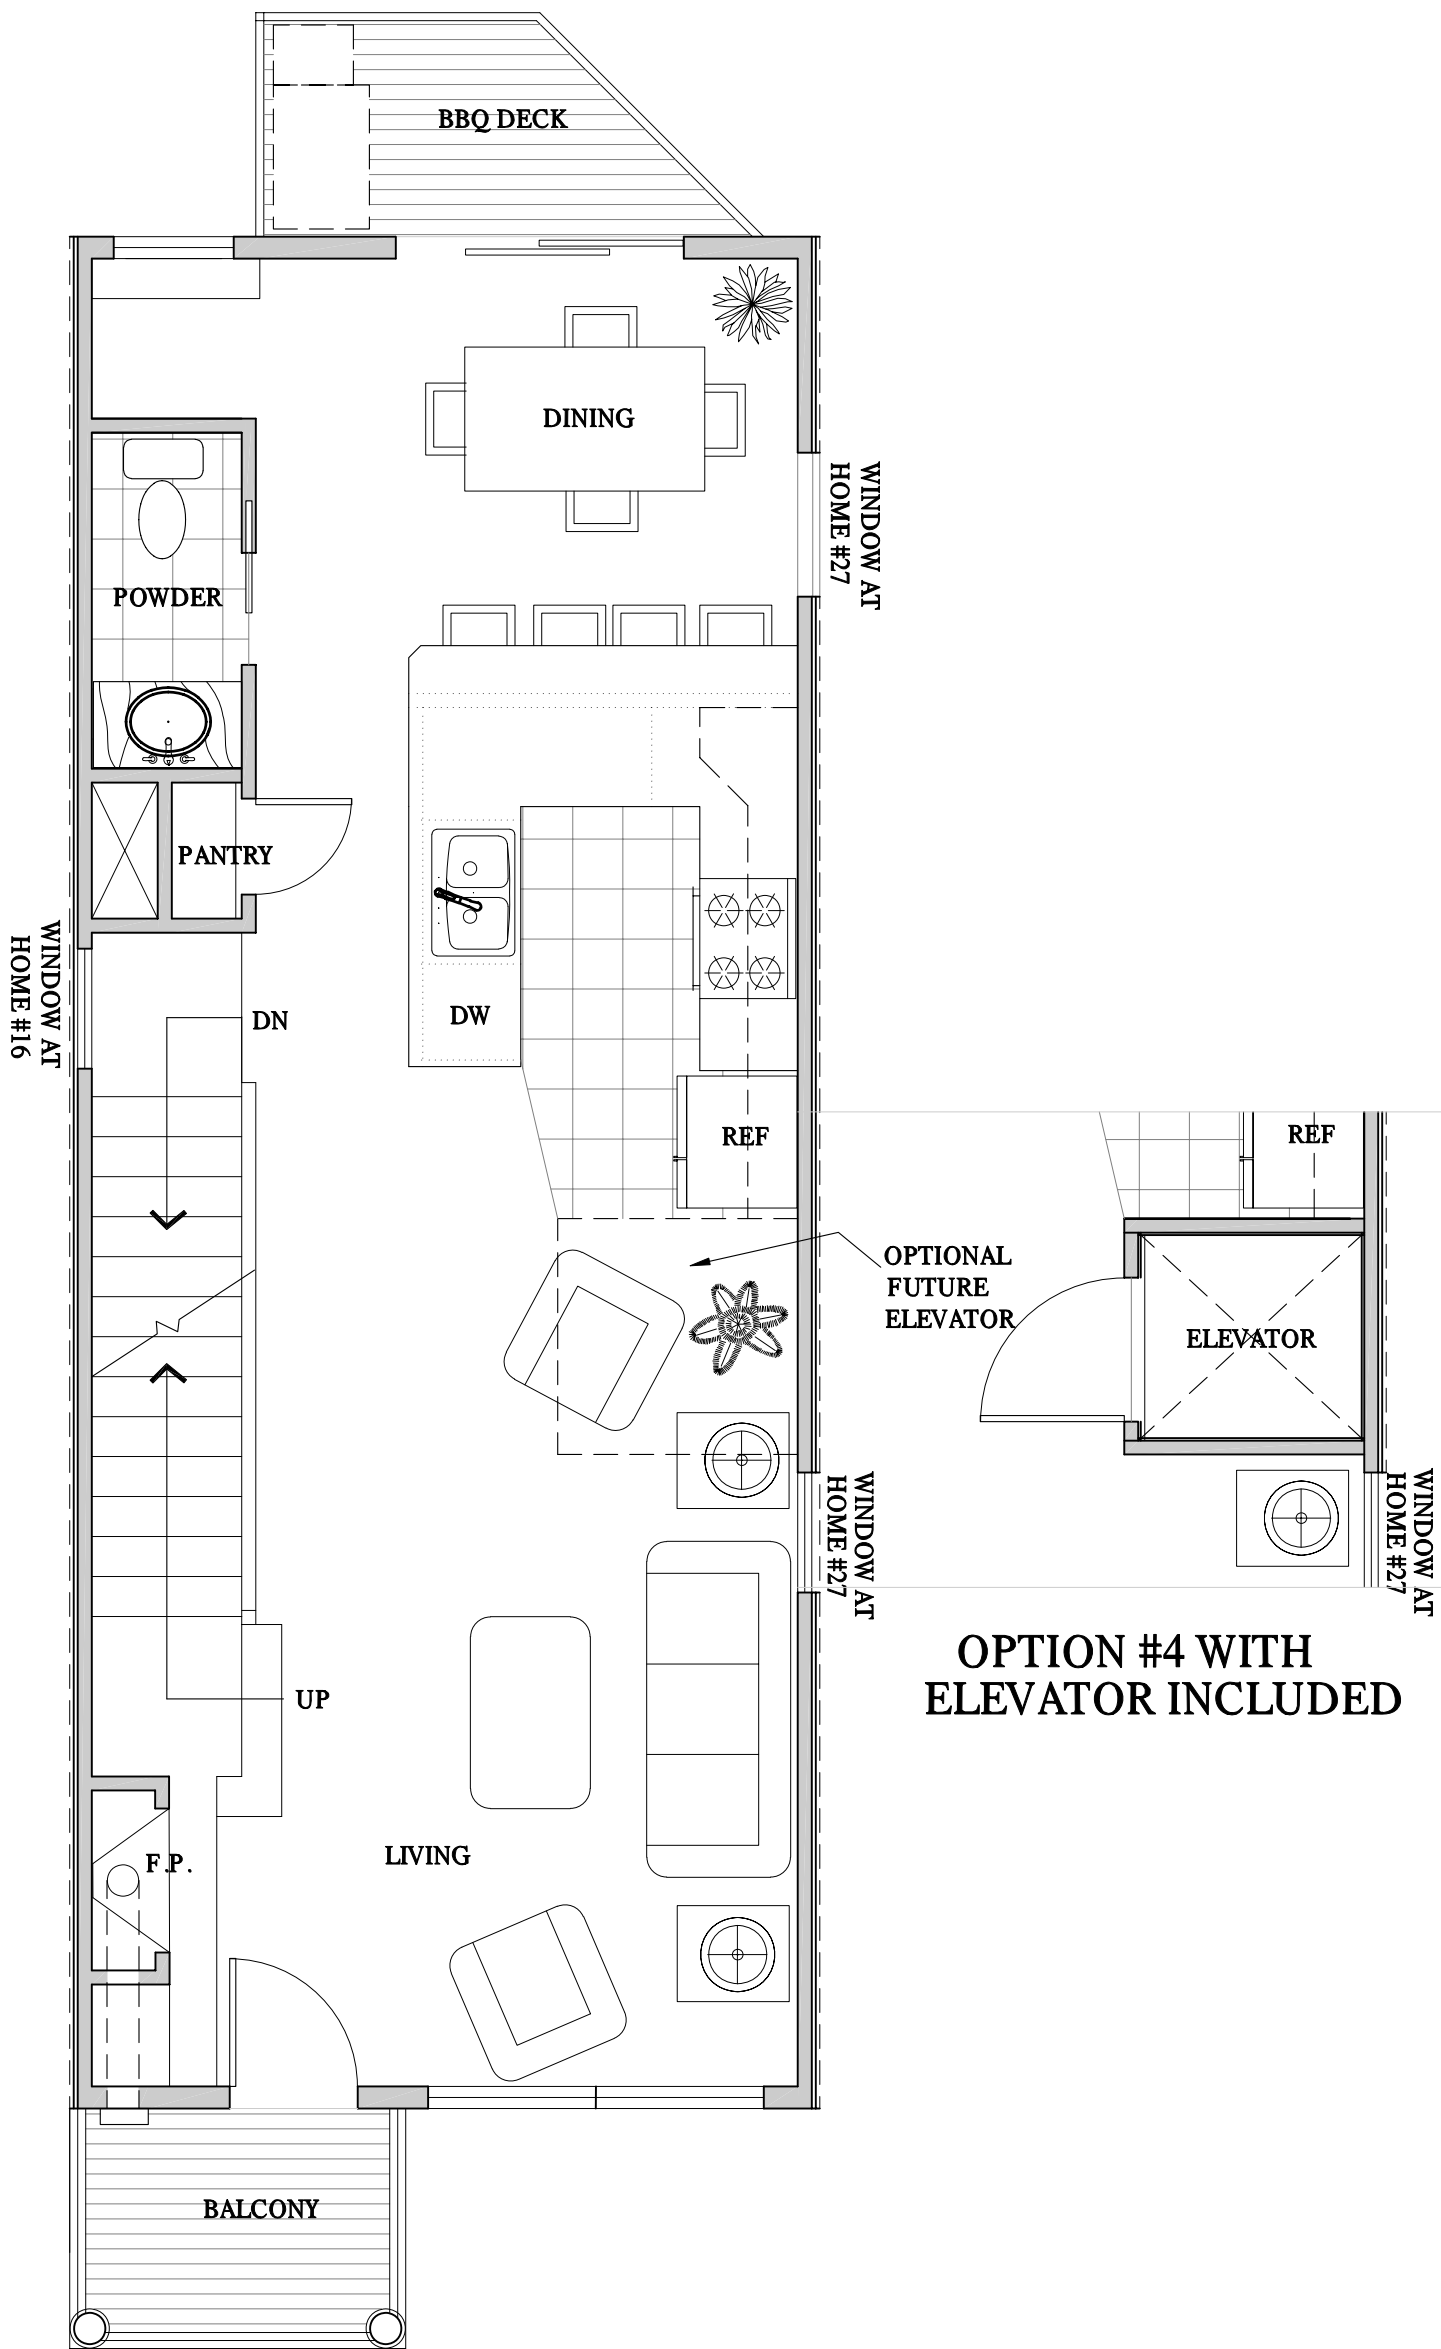 BBQ DECK
DINING
WINDOW AT
HOME #27
POWDER
PANTRY
WINDOW AT
HOME #16
DN
DW
REF
REF
OPTIONAL
FUTURE
ELEVATOR
ELEVATOR
WINDOW AT
HOME #27
WINDOW AT
HOME #27
OPTION #4 WITH
ELEVATOR INCLUDED
UP
LIVING
F.P.
BALCONY